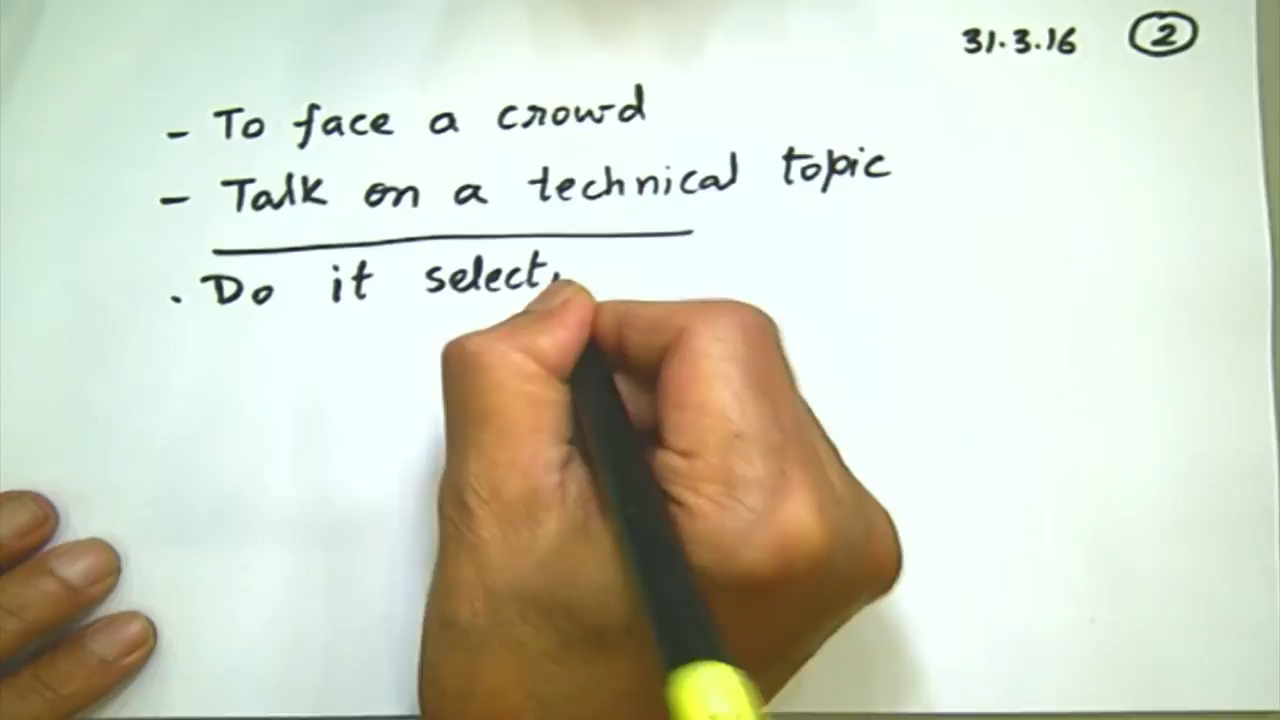 31.3.16 2
- To face a crowd
- Talk on a technical topic
. Do it select